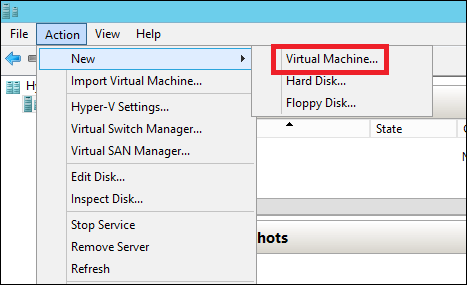 File Action View Help
New
Virtual Machine...
Import Virtual Machine...
Hard Disk...
Floppy Disk...
Hyper-V Settings...
Virtual Switch Manager...
State
Virtual SAN Manager...
Edit Disk...
Inspect Disk...
Stop Service
hots
Remove Server
Refresh